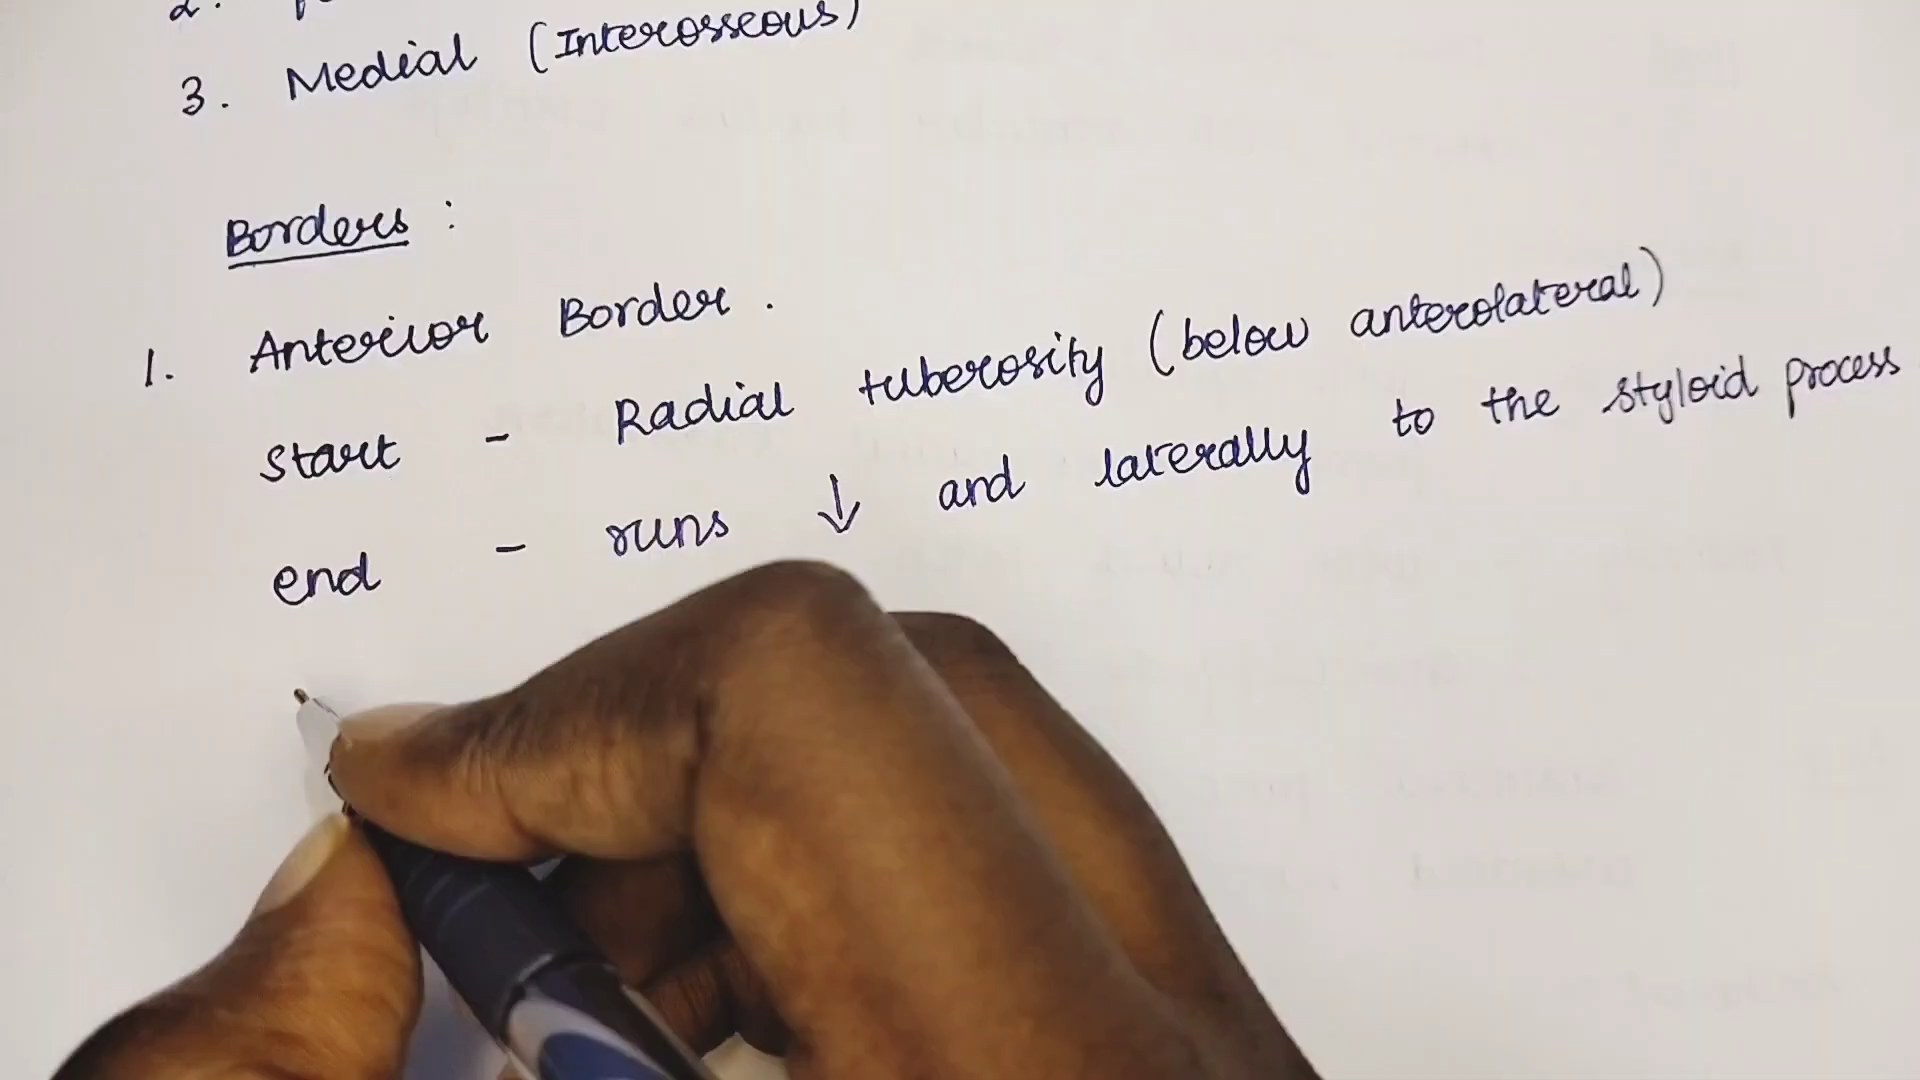 2.
3. Medial (Interosseous)
Borders :
1. Anterior Border .
start - Radial tuberosity (below anterolateral)
end - runs ↓ and laterally to the styloid process